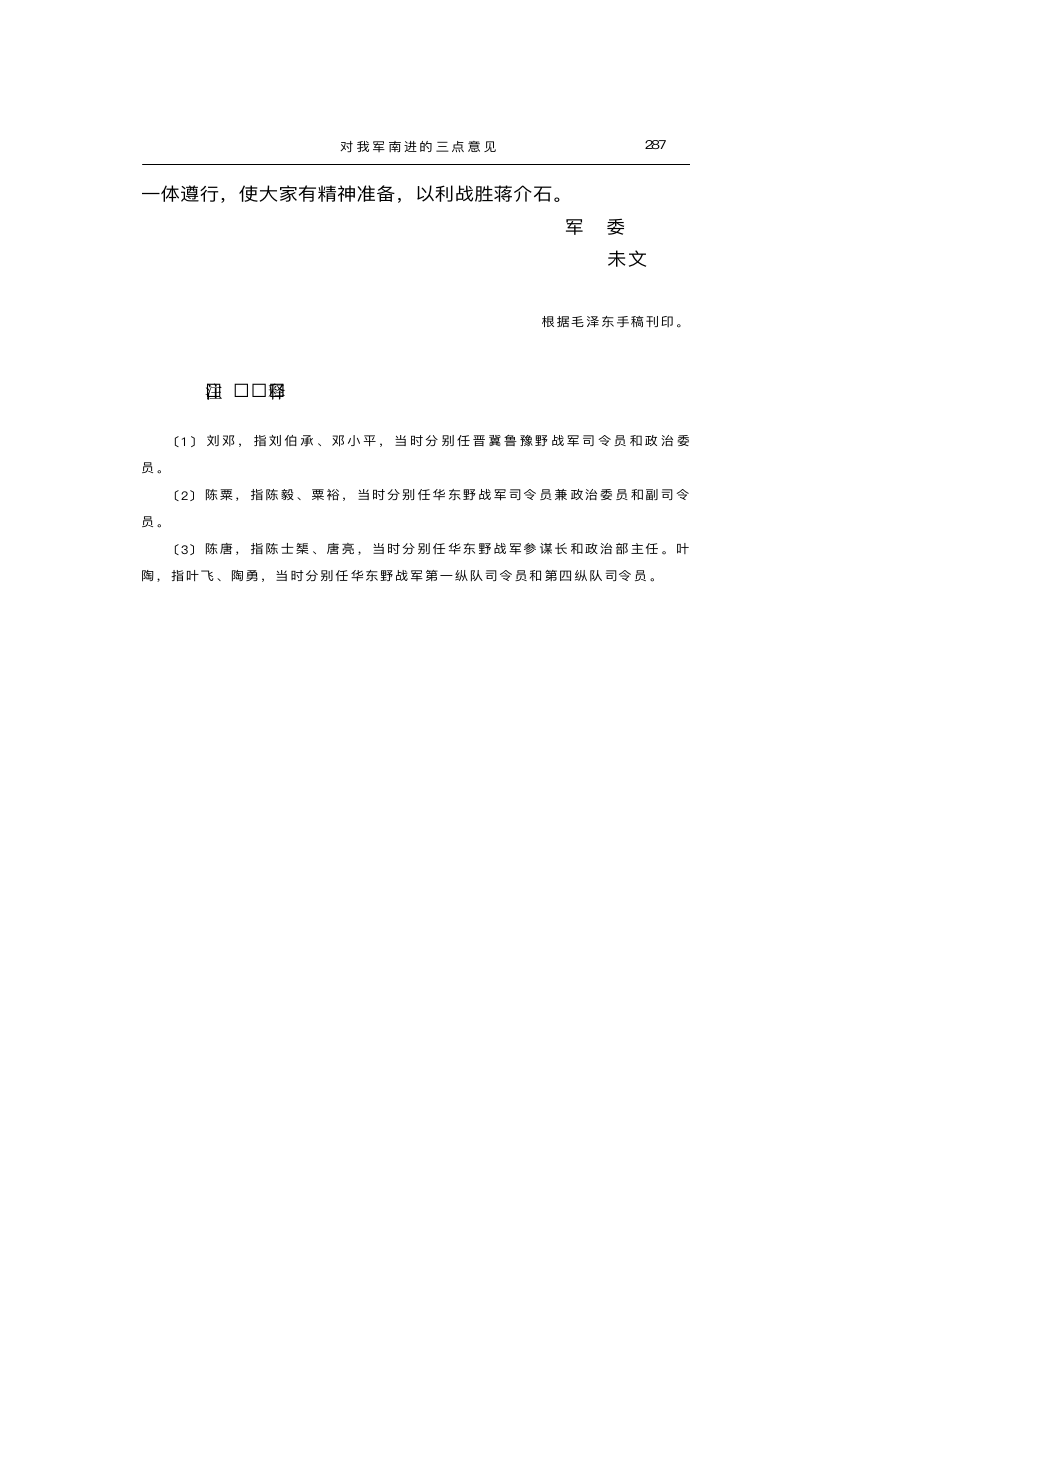 对我军南进的三点意见 287
一体遵行，使大家有精神准备，以利战胜蒋介石。
军　委
未文
根据毛泽东手稿刊印。
注 □□释
〔1〕刘邓，指刘伯承、邓小平，当时分别任晋冀鲁豫野战军司令员和政治委
员。
〔2〕陈粟，指陈毅、粟裕，当时分别任华东野战军司令员兼政治委员和副司令
员。
〔3〕陈唐，指陈士榘、唐亮，当时分别任华东野战军参谋长和政治部主任。叶
陶，指叶飞、陶勇，当时分别任华东野战军第一纵队司令员和第四纵队司令员。